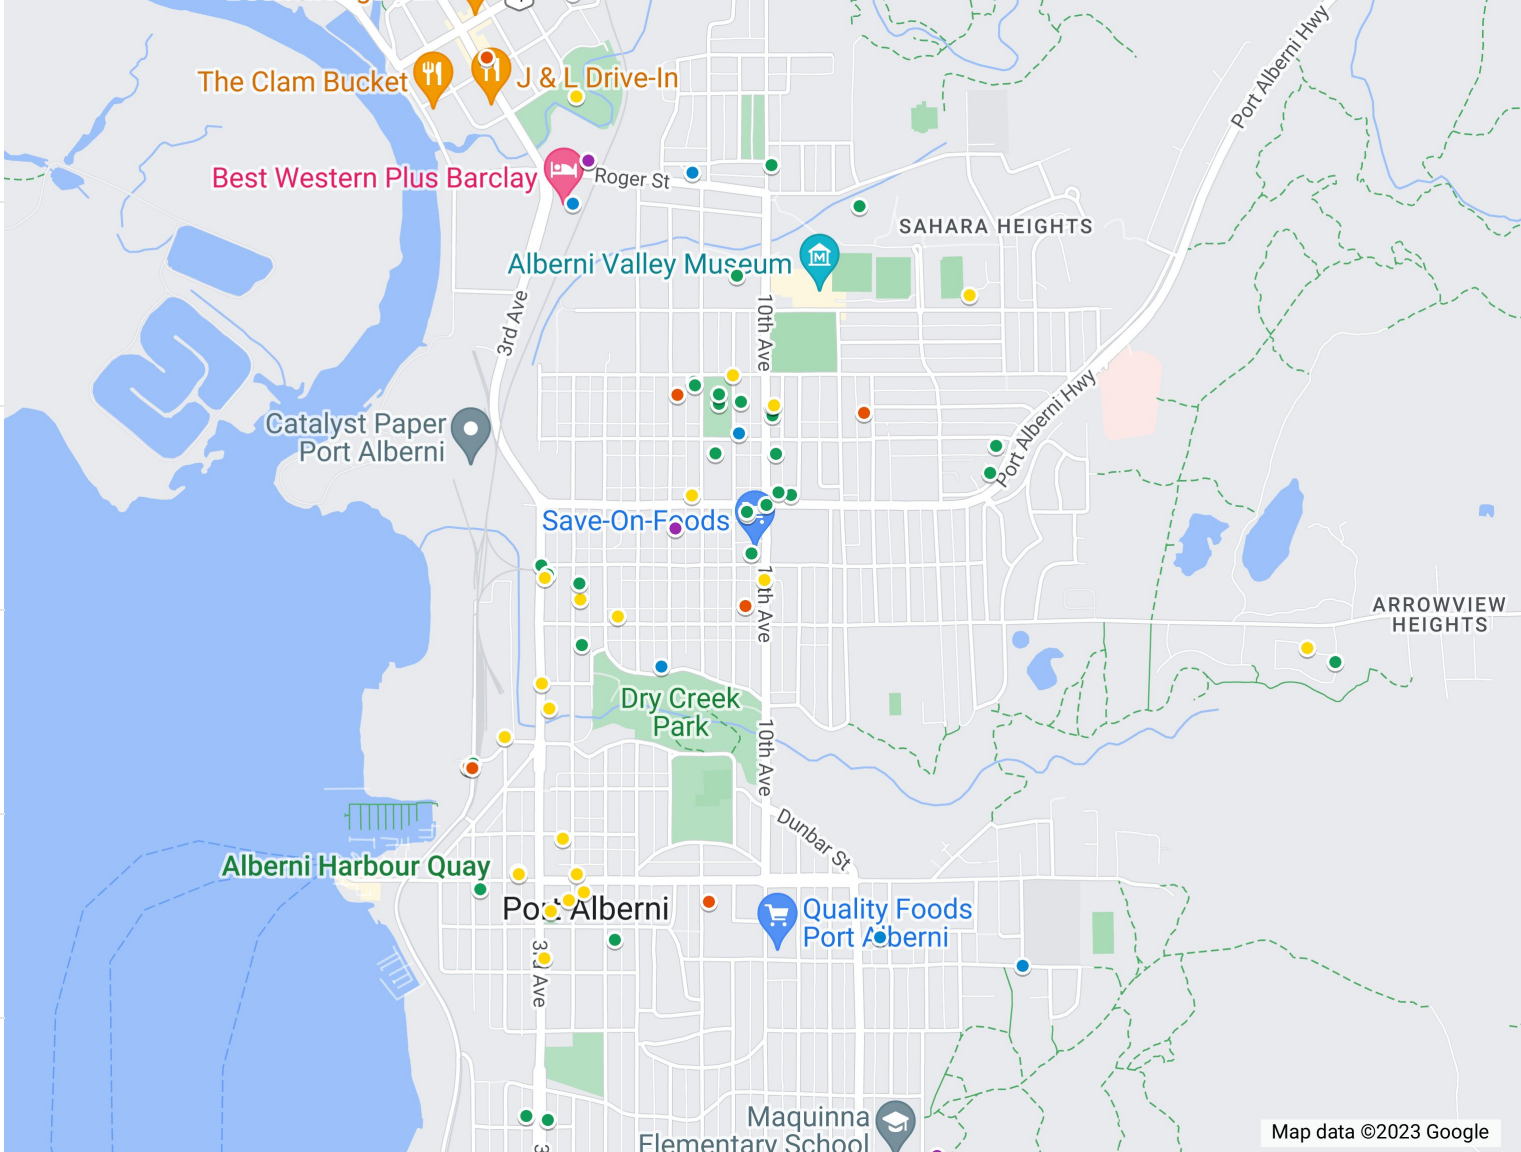 The Clam Bucket
J & L Drive-In
Best Western Plus Barclay
Roger St
Port Alberni Hwy
SAHARA HEIGHTS
Alberni Valley Museum
3rd Ave
10th Ave
Catalyst Paper
Port Alberni
Port Alberni Hwy
Save-On-Foods
10th Ave
ARROWVIEW
HEIGHTS
Dry Creek
Park
10th Ave
Dunbar St
Alberni Harbour Quay
Port Alberni
Quality Foods
Port Alberni
3rd Ave
Maquinna
Elementary School
3
Map data ©2023 Google